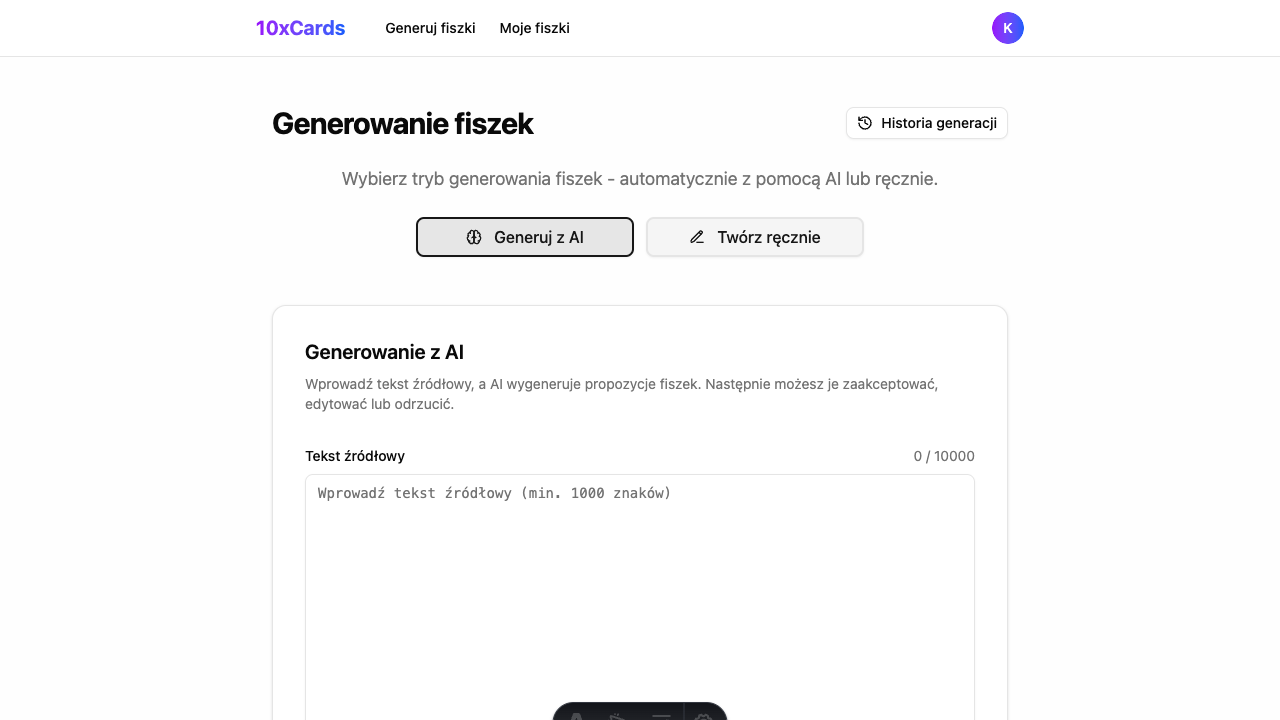 10xCards
Generuj fiszki
Moje fiszki
K
Generowanie fiszek
Historia generacji
Wybierz tryb generowania fiszek - automatycznie z pomocą AI lub ręcznie.
Generuj z AI
Twórz ręcznie
Generowanie z AI
Wprowadź tekst źródłowy, a AI wygeneruje propozycje fiszek. Następnie możesz je zaakceptować,
edytować lub odrzucić.
Tekst źródłowy
0 / 10000
Wprowadź tekst źródłowy (min. 1000 znaków)